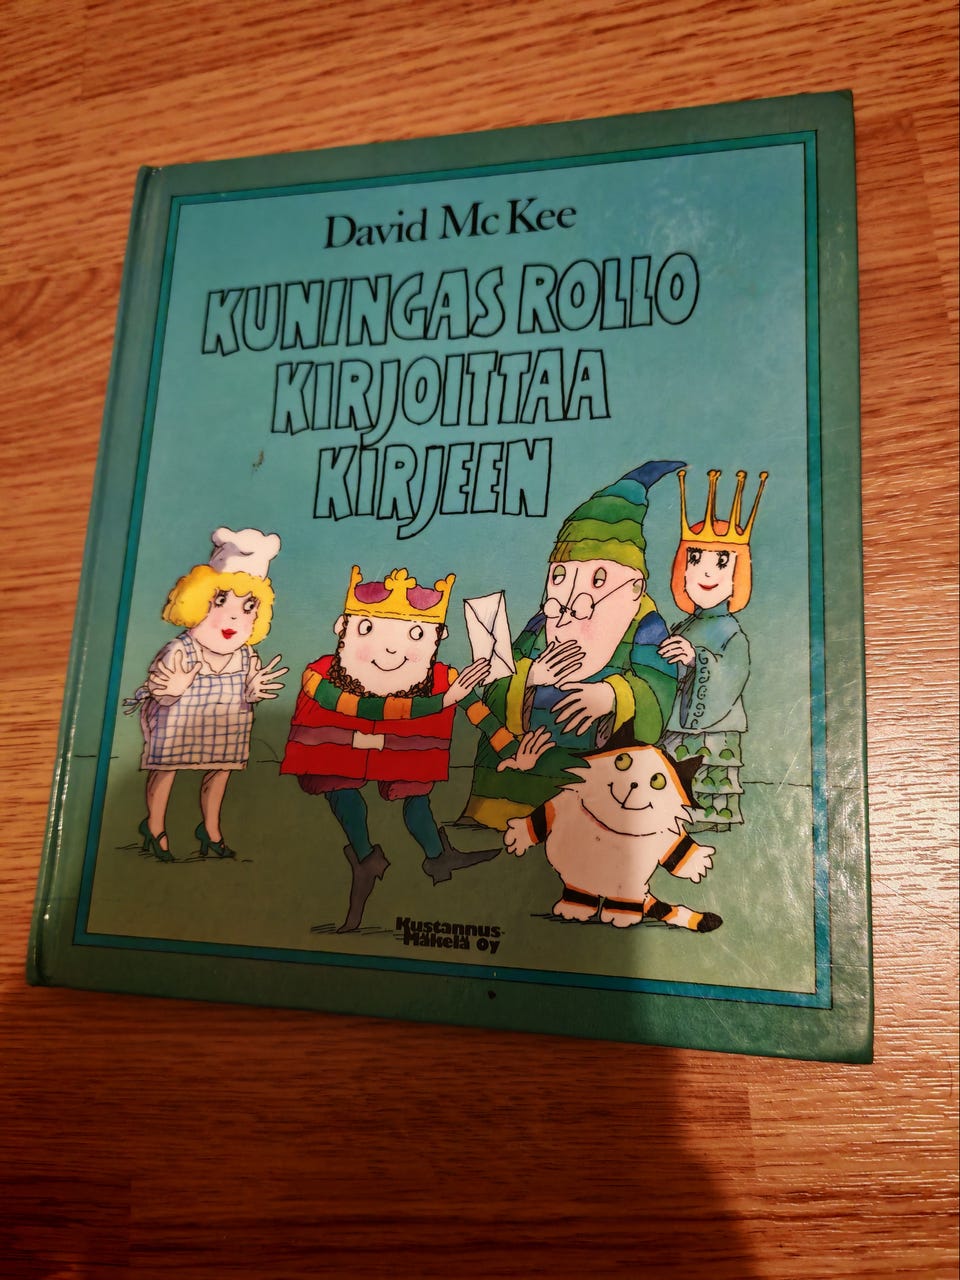 David McKee
KUNINGAS ROLLO
KIRJOITTAA
KIRJEEN
Kustannus-
Mäkelä Oy